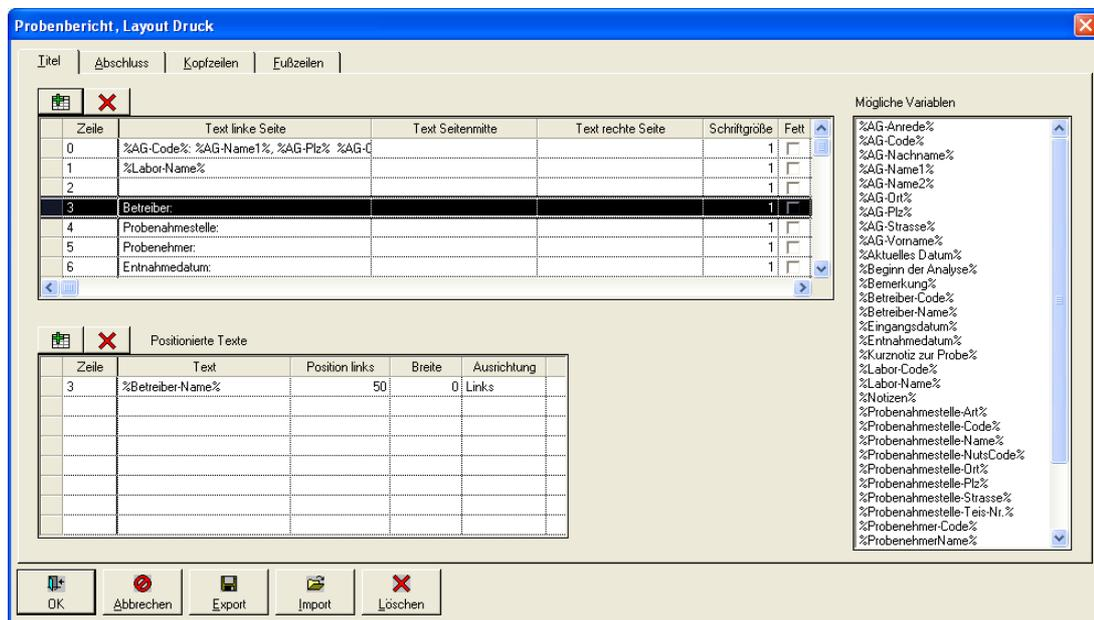 Probenbericht, Layout Druck
Titel Abschluss Kopfzeilen Fußzeilen
Mögliche Variablen
Zeile Text linke Seite Text Seitenmitte Text rechte Seite Schriftgröße Fett
0 %AG-Code%: %AG-Name1%, %AG-Plz% %AG-C 1
1 %Labor-Name% 1
2 1
3 Betreiber: 1
4 Probenahmestelle: 1
5 Probenehmer: 1
6 Entnahmedatum: 1
Positionierte Texte
Zeile Text Position links Breite Ausrichtung
3 %Betreiber-Name% 50 0 Links
%AG-Anrede%
%AG-Code%
%AG-Nachname%
%AG-Name1%
%AG-Name2%
%AG-Ort%
%AG-Plz%
%AG-Strasse%
%AG-Vorname%
%Aktuelles Datum%
%Beginn der Analyse%
%Bemerkung%
%Betreiber-Code%
%Betreiber-Name%
%Eingangsdatum%
%Entnahmedatum%
%Kurznotiz zur Probe%
%Labor-Code%
%Labor-Name%
%Notizen%
%Probenahmestelle-Art%
%Probenahmestelle-Code%
%Probenahmestelle-Name%
%Probenahmestelle-NutsCode%
%Probenahmestelle-Ort%
%Probenahmestelle-Plz%
%Probenahmestelle-Strasse%
%Probenahmestelle-Teis-Nr.%
%Probenehmer-Code%
%ProbenehmerName%
OK Abbrechen Export Import Löschen